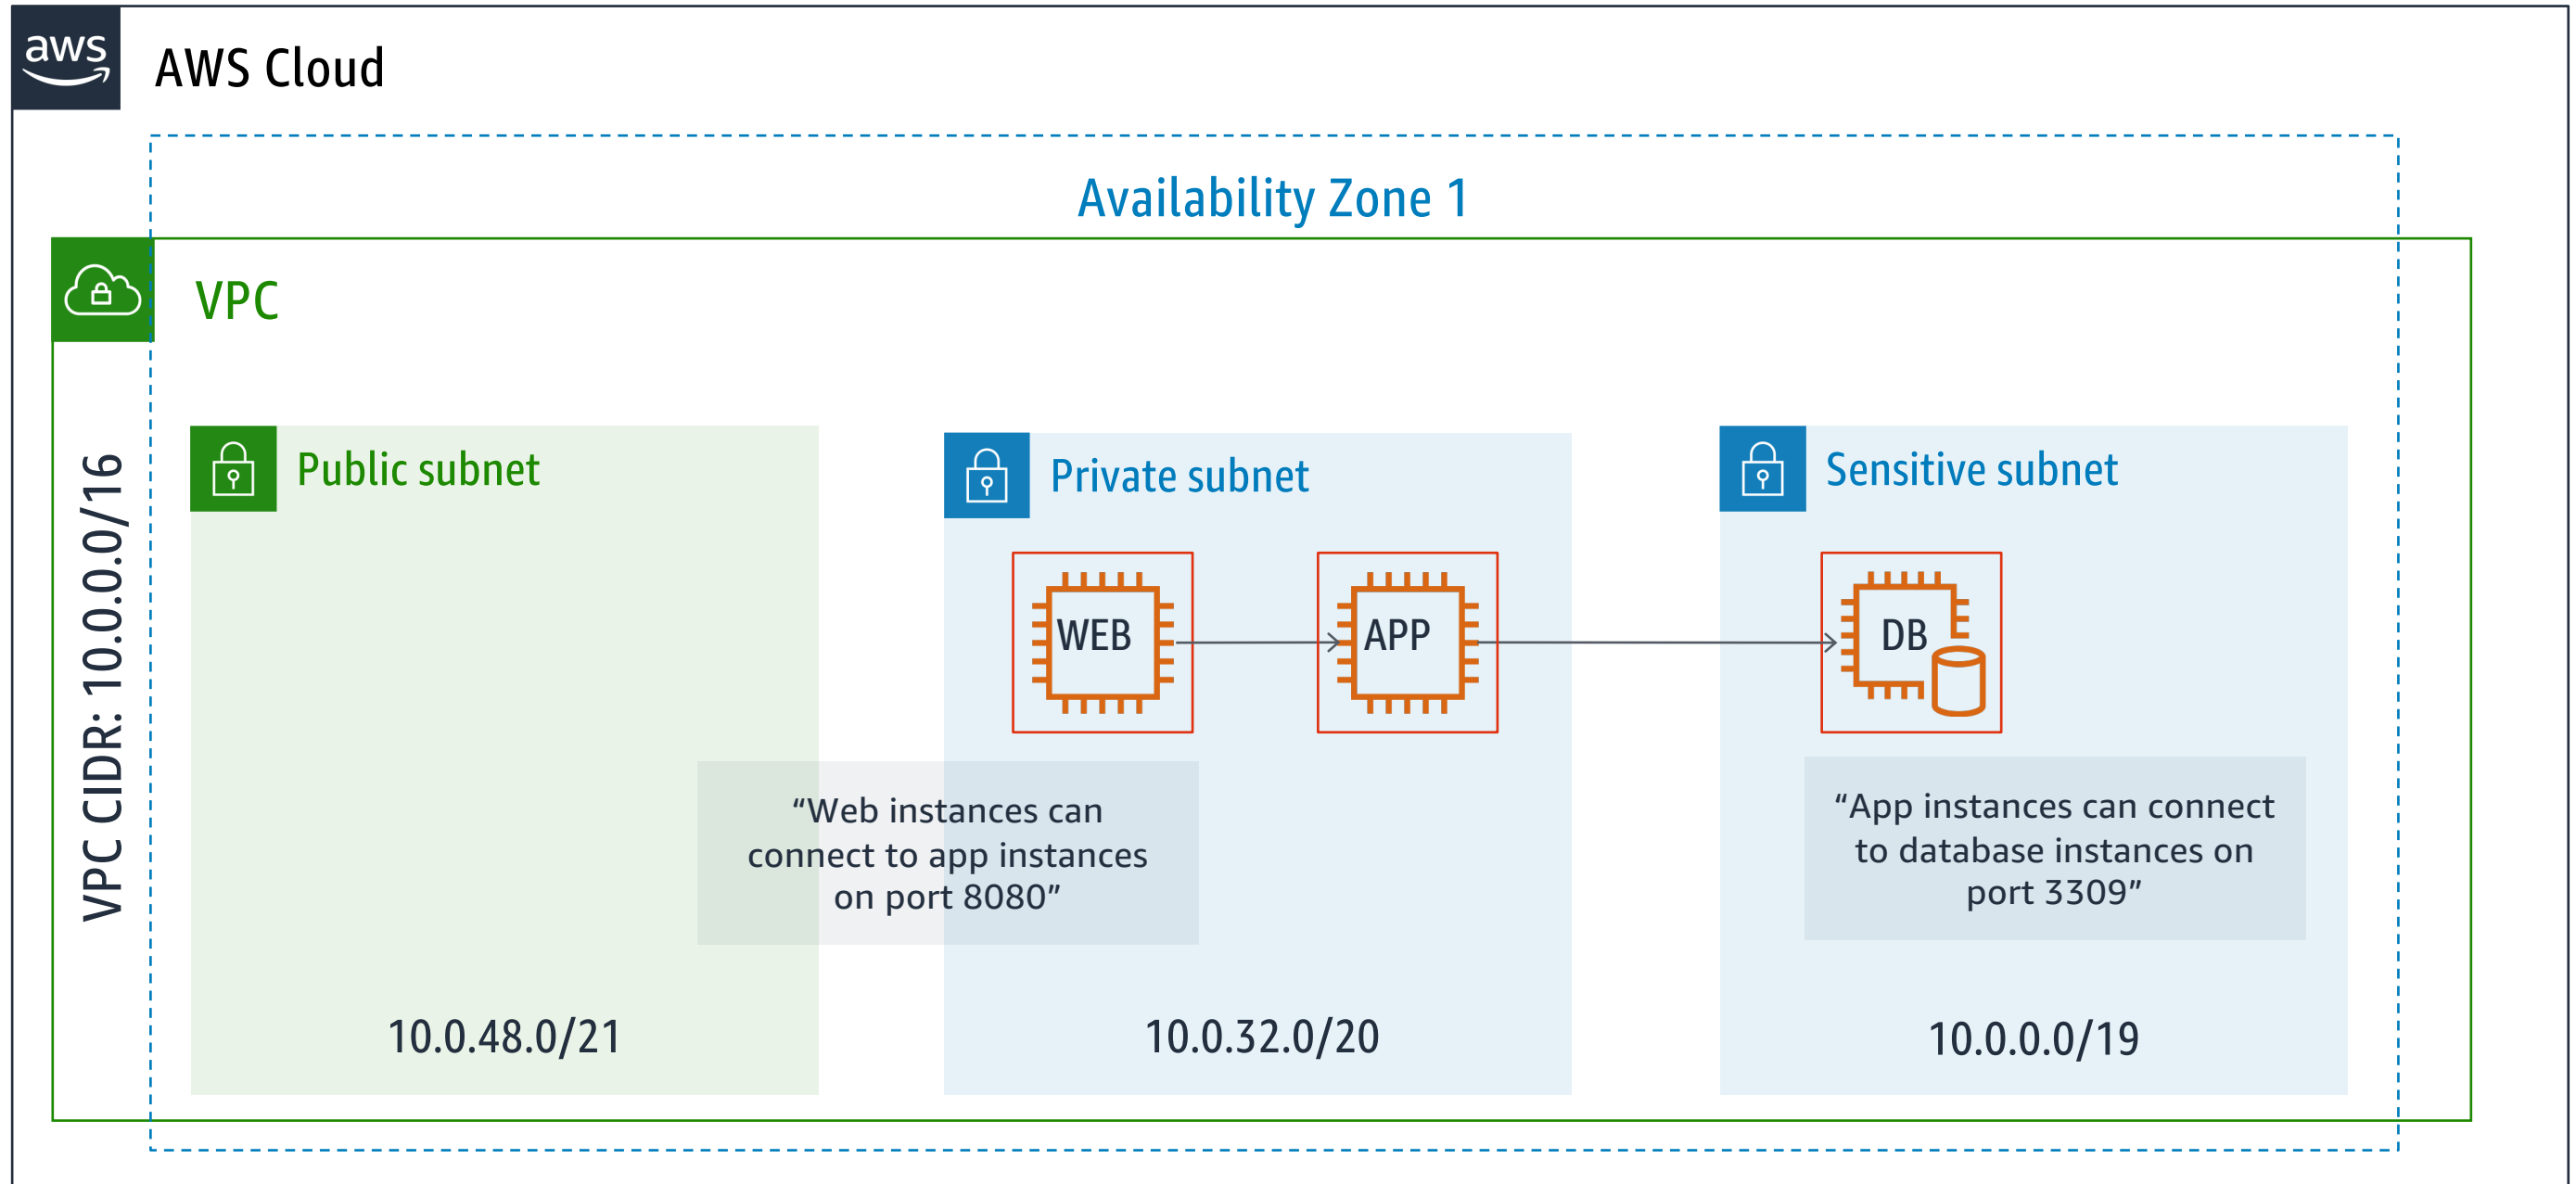 aws
AWS Cloud
Availability Zone 1
VPC
VPC CIDR: 10.0.0.0/16
Public subnet
10.0.48.0/21
Private subnet
WEB
APP
“Web instances can
connect to app instances
on port 8080”
10.0.32.0/20
Sensitive subnet
DB
“App instances can connect
to database instances on
port 3309”
10.0.0.0/19